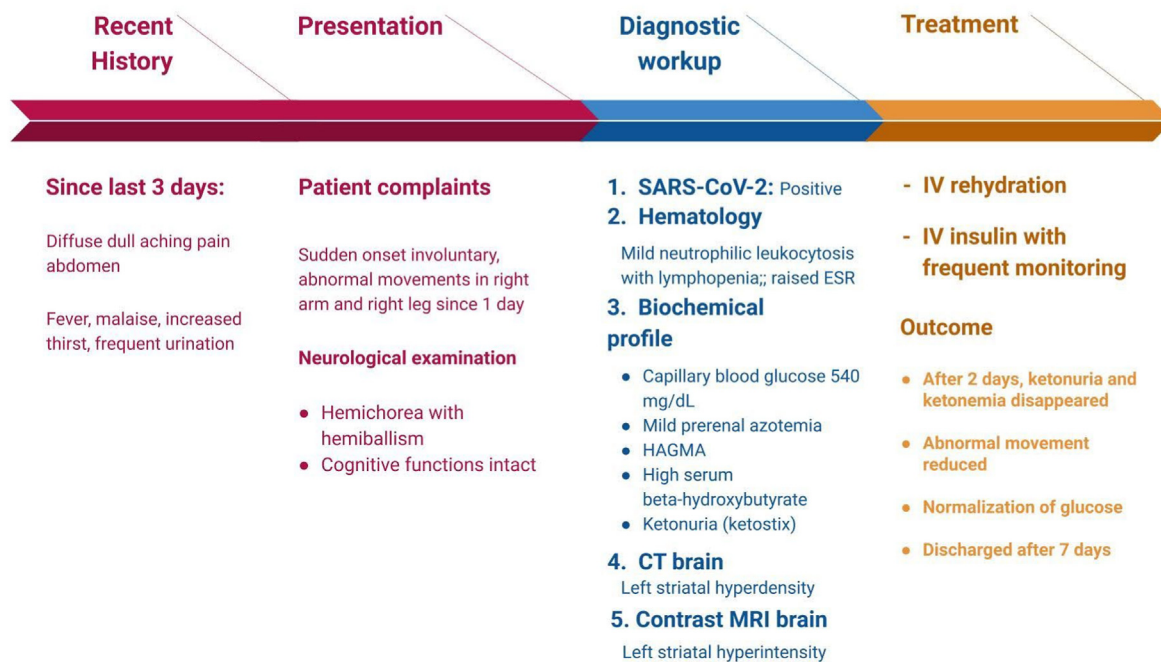 Recent
History
Presentation
Diagnostic
workup
Treatment
Since last 3 days:
Diffuse dull aching pain
abdomen
Fever, malaise, increased
thirst, frequent urination
Patient complaints
Sudden onset involuntary,
abnormal movements in right
arm and right leg since 1 day
Neurological examination
● Hemichorea with
hemiballism
● Cognitive functions intact
1. SARS-CoV-2: Positive
2. Hematology
Mild neutrophilic leukocytosis
with lymphopenia;; raised ESR
3. Biochemical
profile
● Capillary blood glucose 540
mg/dL
● Mild prerenal azotemia
● HAGMA
● High serum
beta-hydroxybutyrate
● Ketonuria (ketostix)
4. CT brain
Left striatal hyperdensity
5. Contrast MRI brain
Left striatal hyperintensity
- IV rehydration
- IV insulin with
frequent monitoring
Outcome
● After 2 days, ketonuria and
ketonemia disappeared
● Abnormal movement
reduced
● Normalization of glucose
● Discharged after 7 days